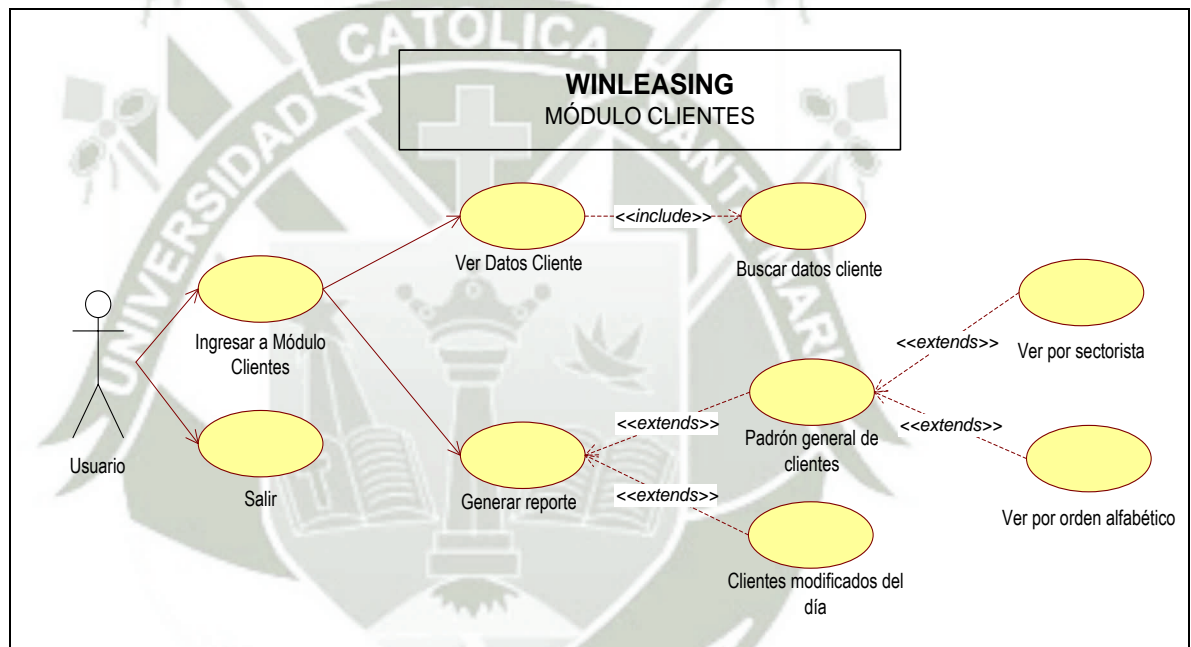 CATOLICA
UNIVERSIDAD
WINLEASING
MÓDULO CLIENTES
<<include>>
Ver Datos Cliente
Buscar datos cliente
Ingresar a Módulo
Clientes
<<extends>>
Ver por sectorista
<<extends>>
Padrón general de
clientes
<<extends>>
Usuario
Salir
Generar reporte
<<extends>>
Ver por orden alfabético
Clientes modificados del
día